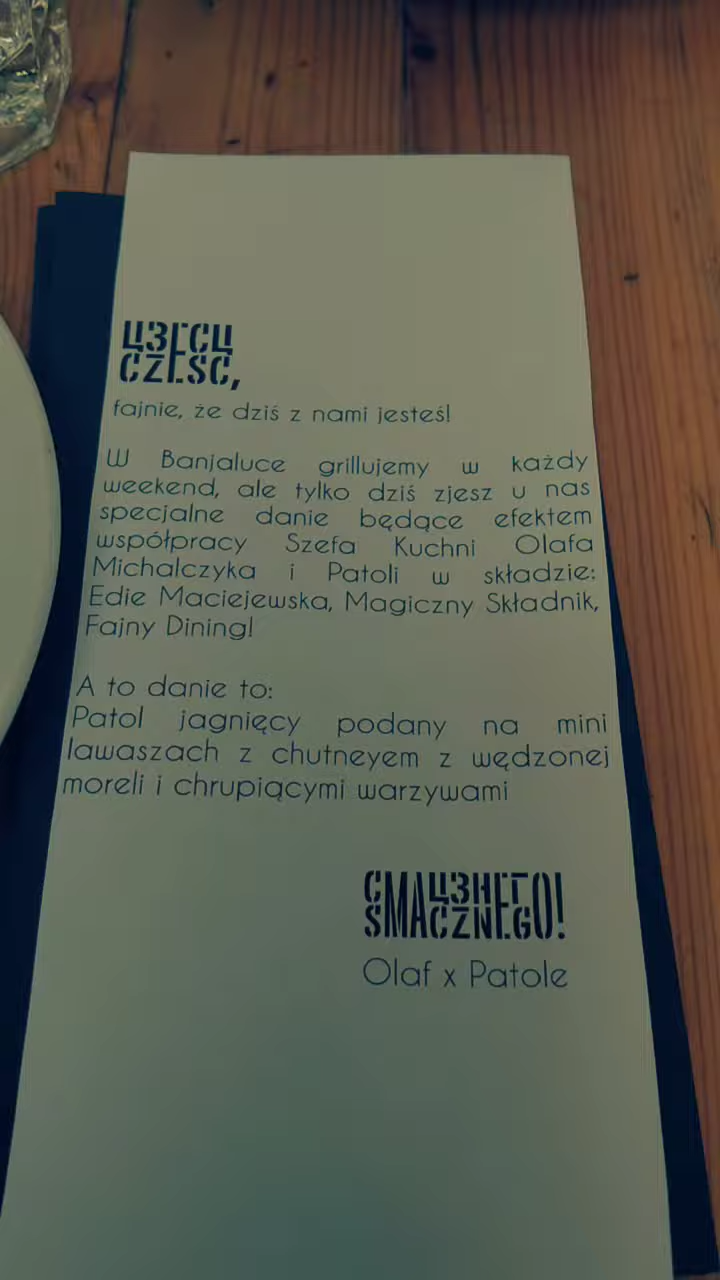 ЦЗЕСЦ
CZEŚĆ,
fajnie, że dziś z nami jesteś!
W Banjaluce grillujemy w każdy
weekend, ale tylko dziś zjesz u nas
specjalne danie będące efektem
współpracy Szefa Kuchni Olafa
Michalczyka i Patoli w składzie:
Edie Maciejewska, Magiczny Składnik,
Fajny Dining!
A to danie to:
Patol jagnięcy podany na mini
lawaszach z chutneyem z wędzonej
moreli i chrupiącymi warzywami
СМАЦЗНЕГО!
SMACZNEGO!
Olaf x Patole